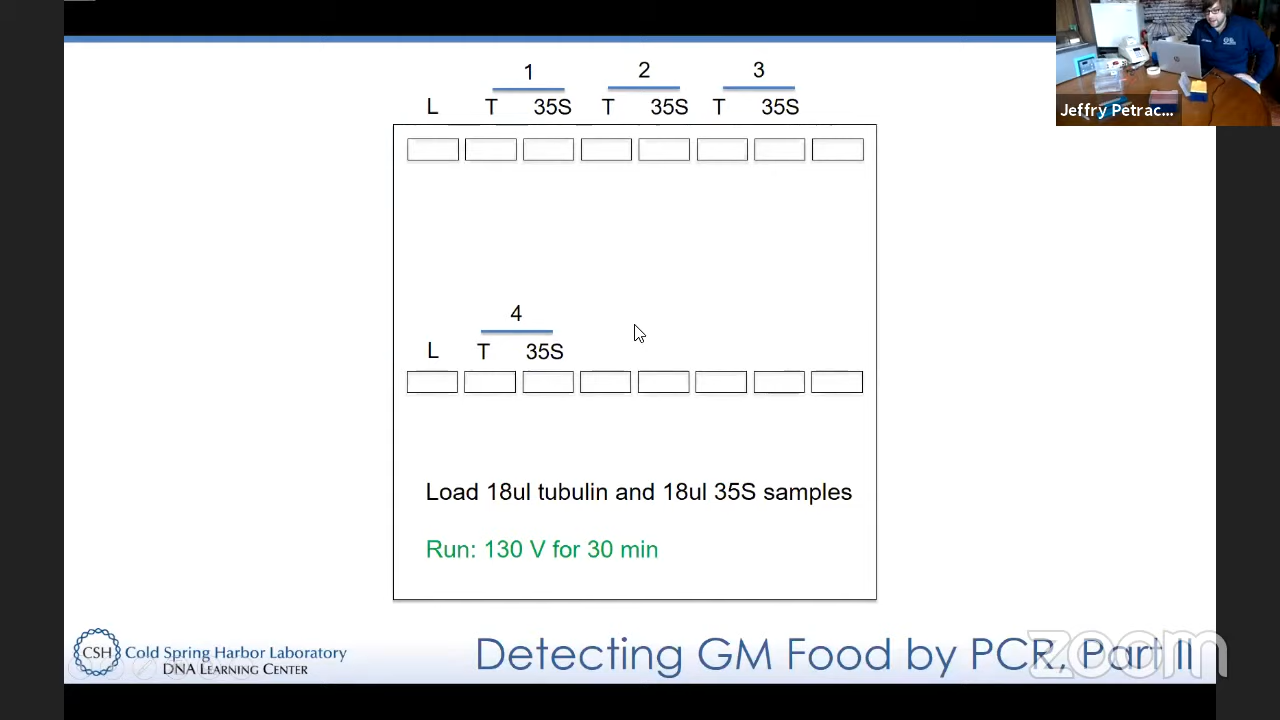 Jeffry Petrac...
1 2 3
L T 35S T 35S T 35S
4
L T 35S
Load 18ul tubulin and 18ul 35S samples
Run: 130 V for 30 min
CSH Cold Spring Harbor Laboratory
DNA LEARNING CENTER
Detecting GM Food by PCR, Part II
zoom